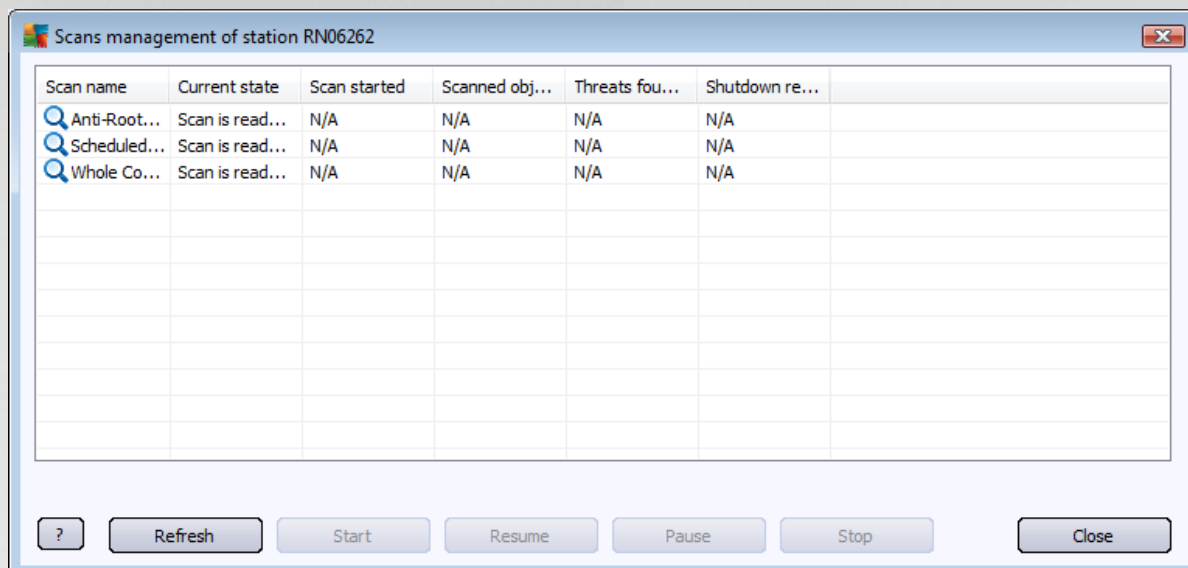 Scans management of station RN06262
Scan name Current state Scan started Scanned obj... Threats fou... Shutdown re...
Anti-Root... Scan is read... N/A N/A N/A N/A
Scheduled... Scan is read... N/A N/A N/A N/A
Whole Co... Scan is read... N/A N/A N/A N/A
? Refresh Start Resume Pause Stop Close